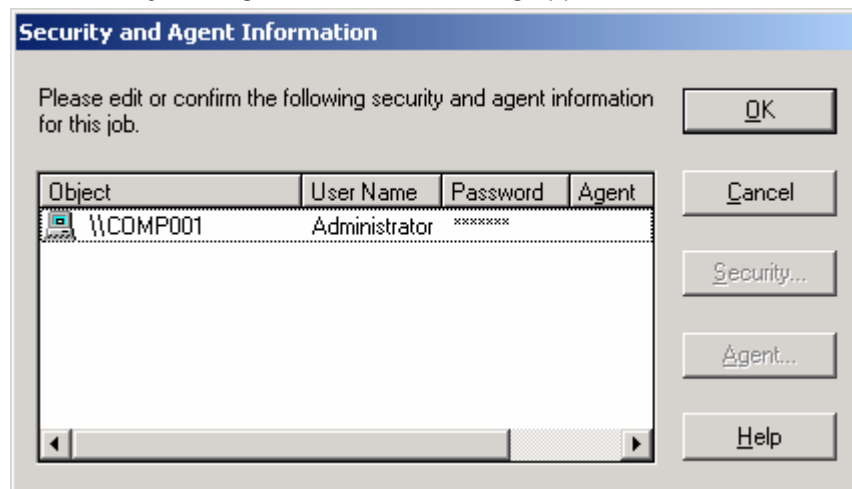 Security and Agent Information
Please edit or confirm the following security and agent information
for this job.
OK
Object User Name Password Agent
Cancel
\\COMP001 Administrator *******
Security...
Agent...
Help